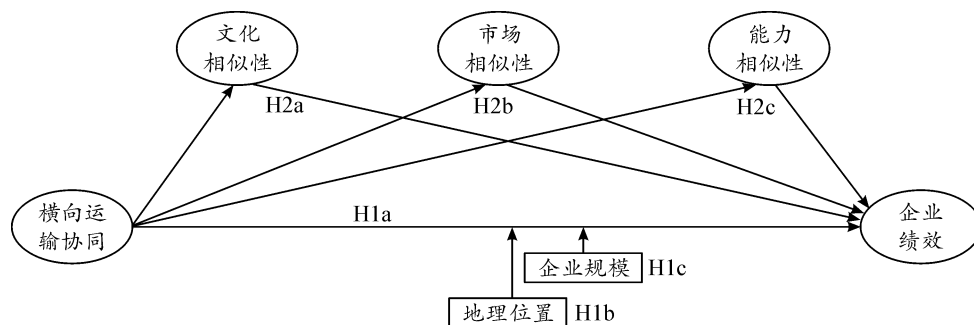 文化
相似性
市场
相似性
能力
相似性
H2a
H2b
H2c
横向运
输协同
H1a
企业
绩效
企业规模
H1c
地理位置
H1b